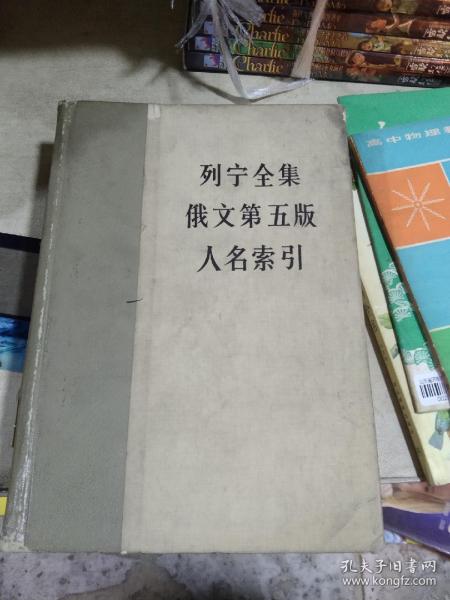 Charlie
Charlie
Charlie
列宁全集
俄文第五版
人名索引
高中物理
孔夫子旧书网
www.kongfz.com